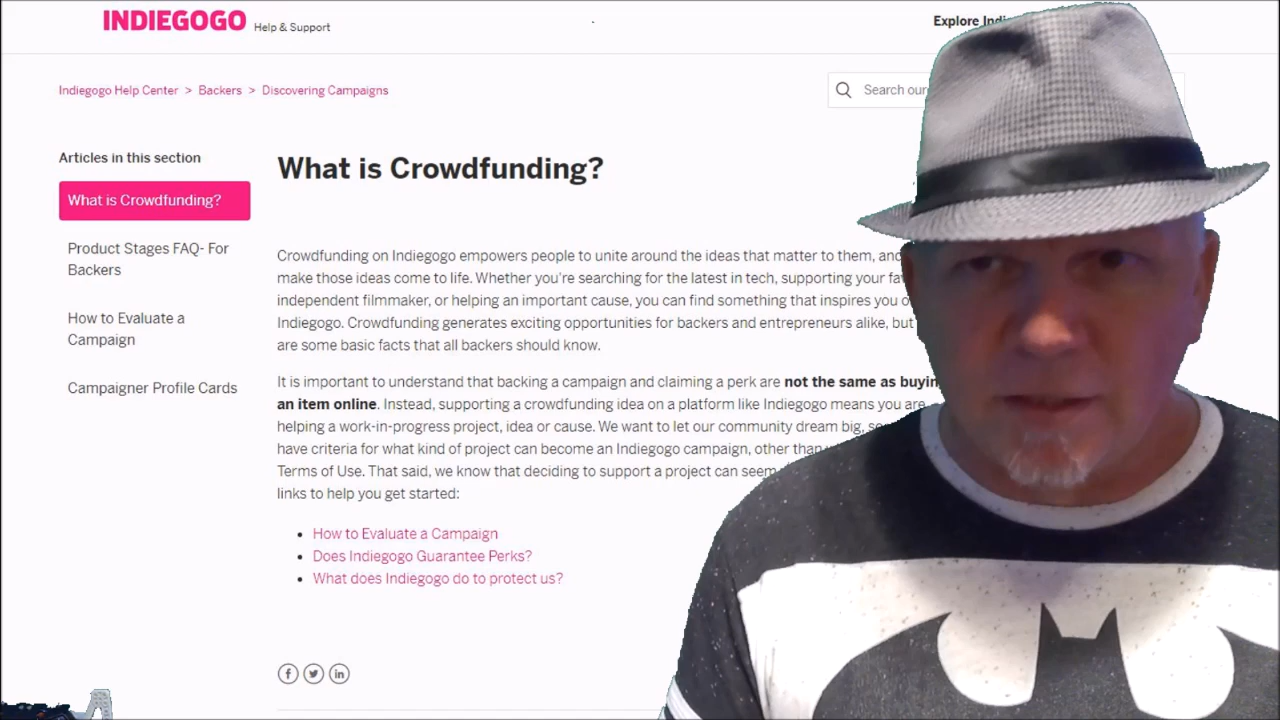 INDIEGOGO Help & Support
Explore
Indiegogo Help Center > Backers > Discovering Campaigns
Search our
Articles in this section
What is Crowdfunding?
Product Stages FAQ- For
Backers
How to Evaluate a
Campaign
Campaigner Profile Cards
What is Crowdfunding?
Crowdfunding on Indiegogo empowers people to unite around the ideas that matter to them, and
make those ideas come to life. Whether you're searching for the latest in tech, supporting your
independent filmmaker, or helping an important cause, you can find something that inspires you
Indiegogo. Crowdfunding generates exciting opportunities for backers and entrepreneurs alike, but
are some basic facts that all backers should know.
It is important to understand that backing a campaign and claiming a perk are not the same as buyin
an item online. Instead, supporting a crowdfunding idea on a platform like Indiegogo means you are
helping a work-in-progress project, idea or cause. We want to let our community dream big,
have criteria for what kind of project can become an Indiegogo campaign, other than
Terms of Use. That said, we know that deciding to support a project can seem
links to help you get started:
How to Evaluate a Campaign
Does Indiegogo Guarantee Perks?
What does Indiegogo do to protect us?